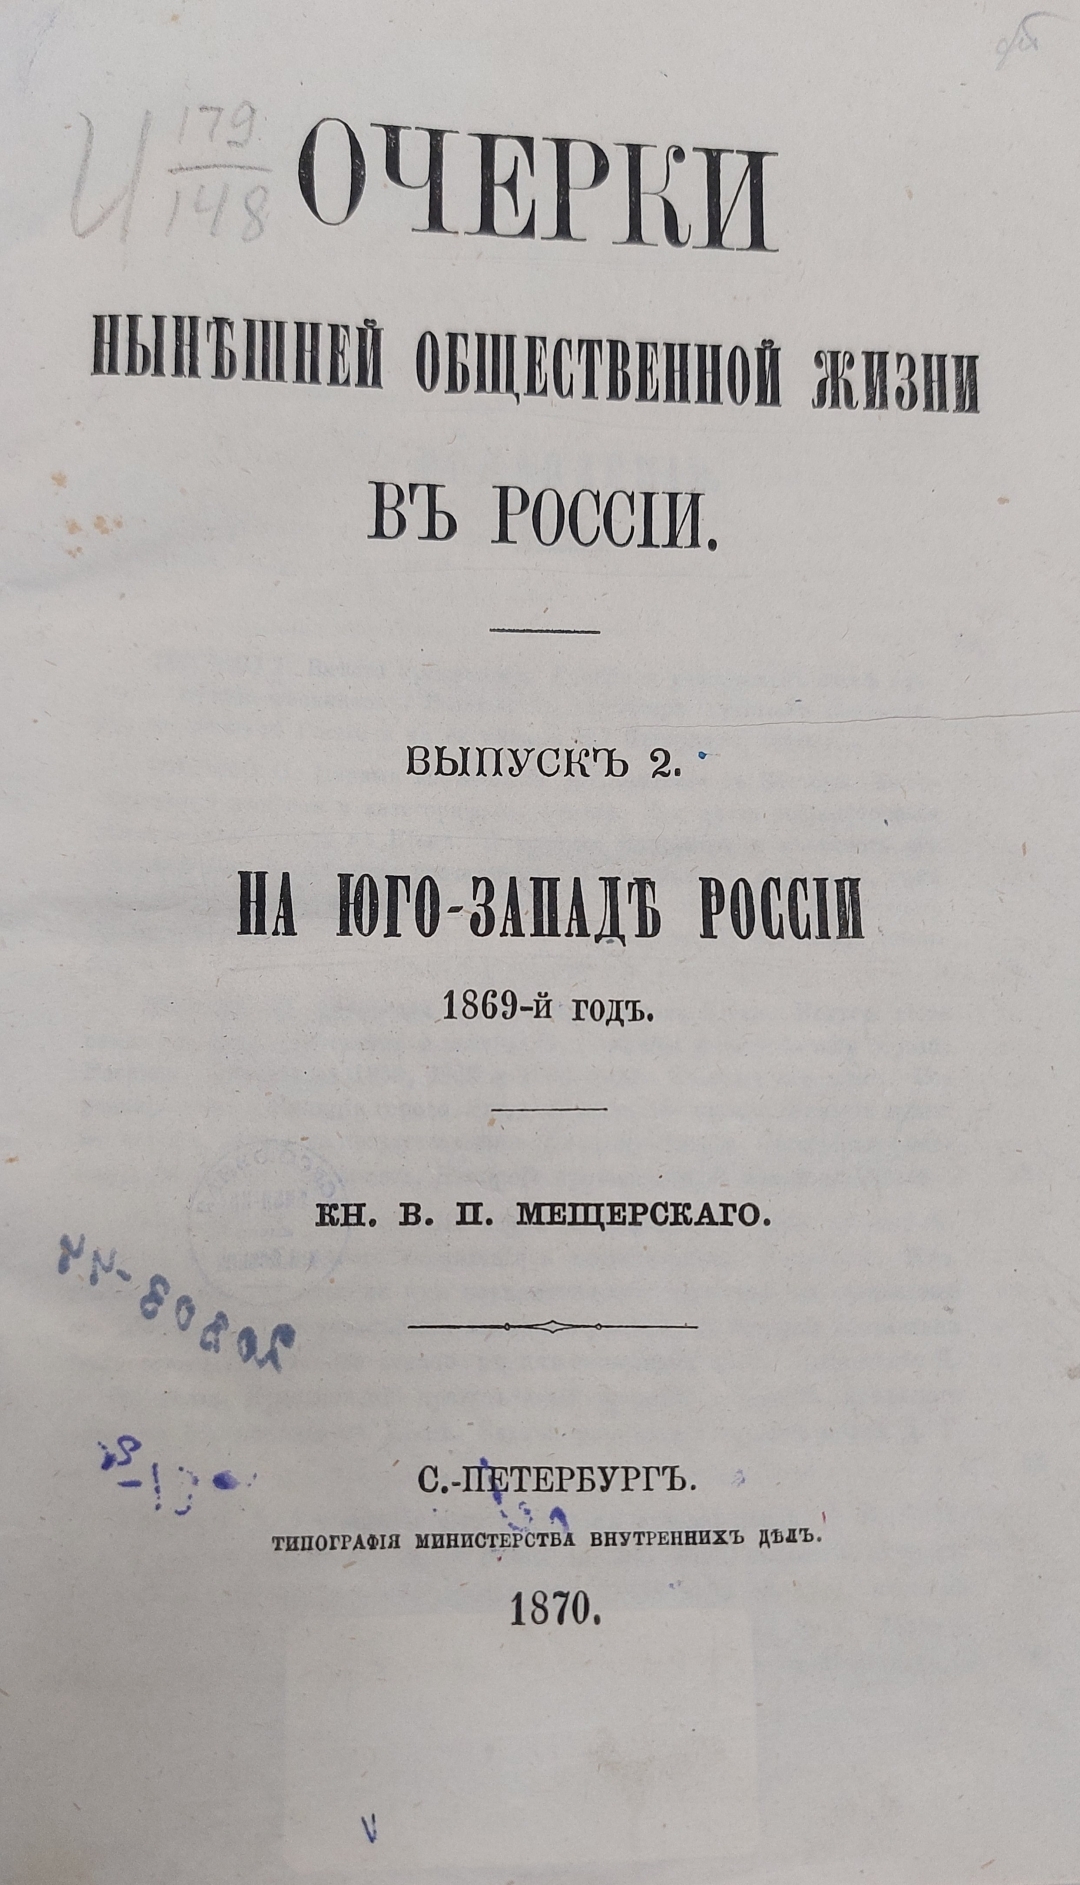 И 179
148
ОЧЕРКИ
НЫНѢШНЕЙ ОБЩЕСТВЕННОЙ ЖИЗНИ
ВЪ РОССІИ.
ВЫПУСКЪ 2.
НА ЮГО-ЗАПАДѢ РОССІИ
1869-й годъ.
КН. В. П. МЕЩЕРСКАГО.
С.-ПЕТЕРБУРГЪ.
ТИПОГРАФІЯ МИНИСТЕРСТВА ВНУТРЕННИХЪ ДѢЛЪ.
1870.